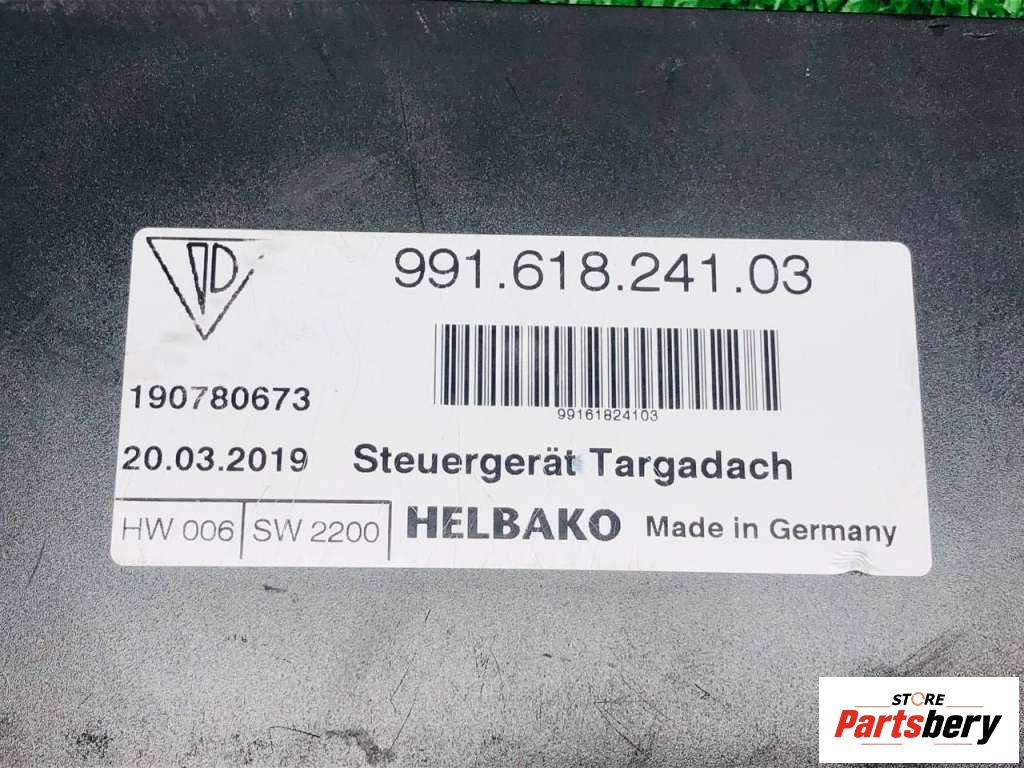 991.618.241.03
99161824103
190780673
20.03.2019 Steuergerät Targadach
HW 006 SW 2200 HELBAKO Made in Germany
STORE
Partsbery